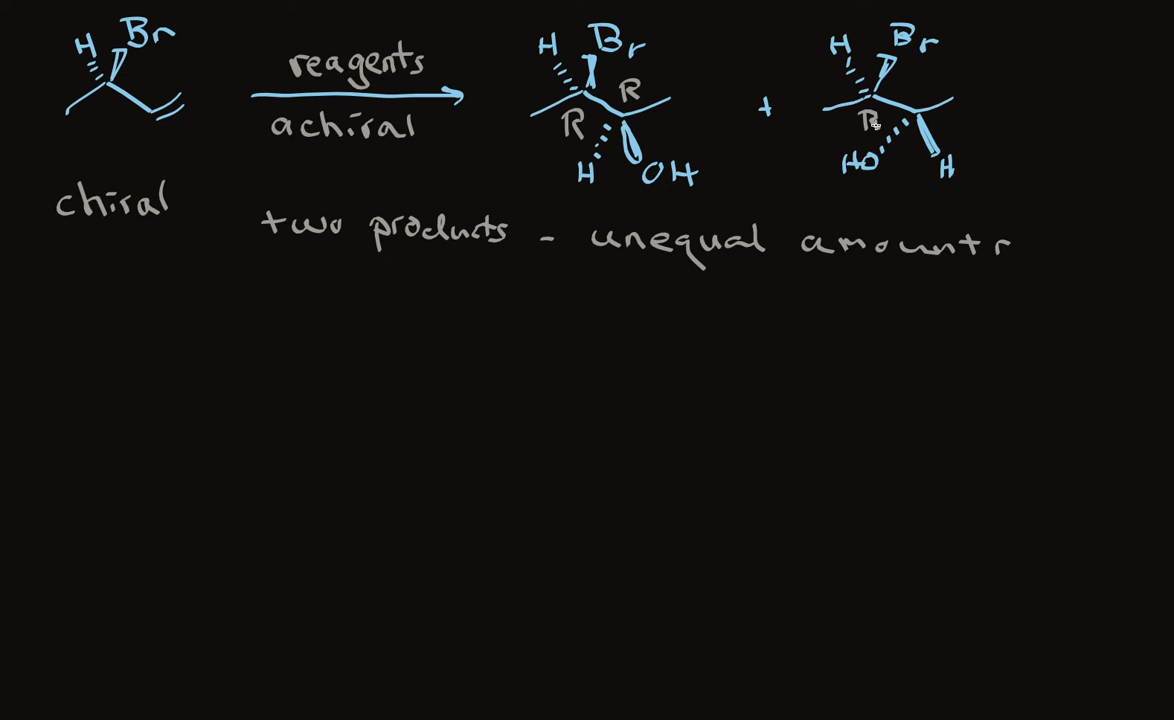 H Br
reagents
achiral
chiral
H Br
R
R
H OH
+
H Br
R
HO H
two products - unequal amounts